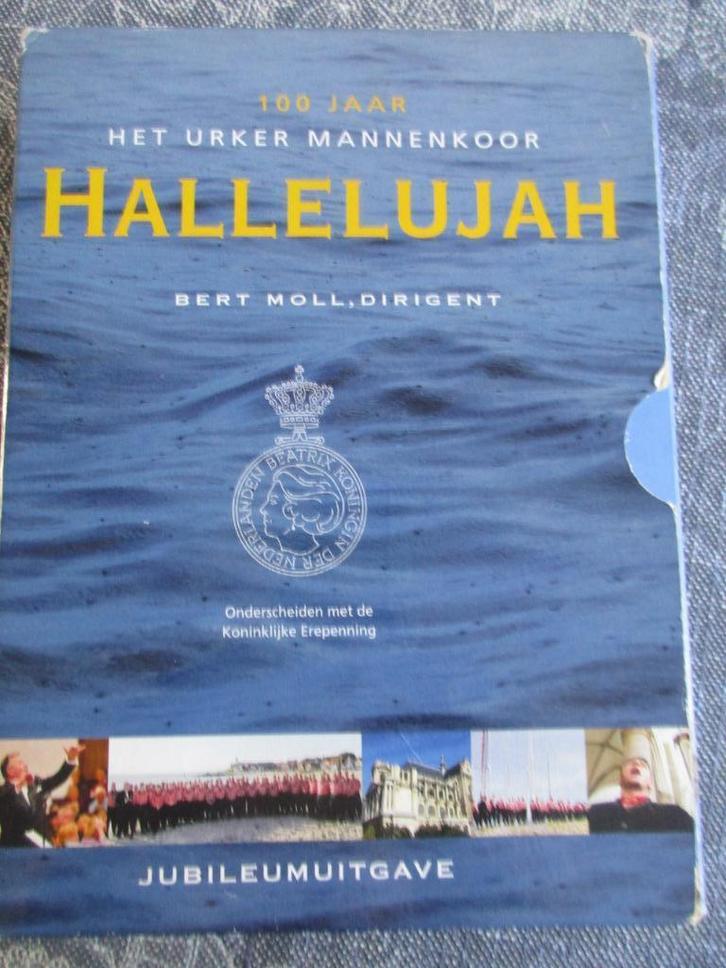 100 JAAR
HET URKER MANNENKOOR
HALLELUJAH
BERT MOLL, DIRIGENT
BEATRIX KONINGIN DER NEDERLANDEN
Onderscheiden met de
Koninklijke Erepenning
JUBILEUMUITGAVE